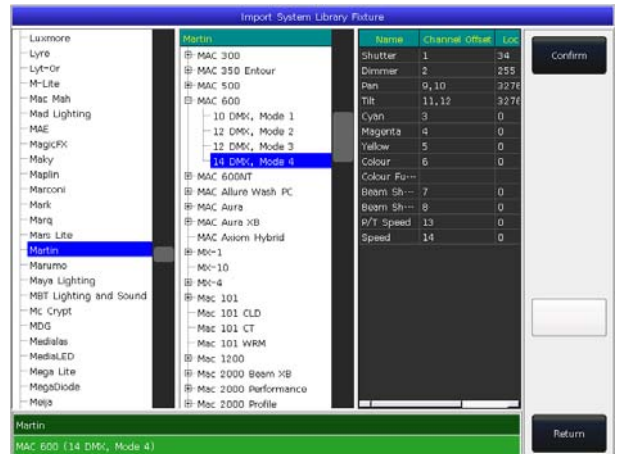 Import System Library Fixture
Luxmore
Lyre
Lyt-Or
M-Lite
Mac Mah
Mad Lighting
MAE
MagicFX
Maky
Maplin
Marconi
Mark
Marq
Mars Lite
Martin
Marumo
Maya Lighting
MBT Lighting and Sound
Mc Crypt
MDG
Medialas
MediaLED
Mega Lite
MegaDiode
Meija
Martin
MAC 300
MAC 350 Entour
MAC 500
MAC 600
10 DMX, Mode 1
12 DMX, Mode 2
12 DMX, Mode 3
14 DMX, Mode 4
MAC 600NT
MAC Allure Wash PC
MAC Aura
MAC Aura XB
MAC Axiom Hybrid
MX-1
MX-10
MX-4
Mac 101
Mac 101 CLD
Mac 101 CT
Mac 101 WRM
Mac 1200
Mac 2000 Beam XB
Mac 2000 Performance
Mac 2000 Profile
Name Channel Offset Loc
Shutter 1 34
Dimmer 2 255
Pan 9,10 3276
Tilt 11,12 3276
Cyan 3 0
Magenta 4 0
Yellow 5 0
Colour 6 0
Colour Fu···
Beam Sh··· 7 0
Beam Sh··· 8 0
P/T Speed 13 0
Speed 14 0
Confirm
Return
Martin
MAC 600 (14 DMX, Mode 4)